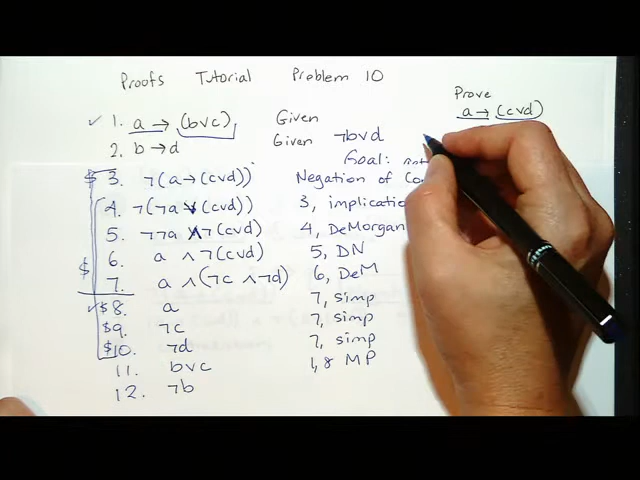 Proofs Tutorial Problem 10
Prove
a → (c∨d)
✓ 1. a → (b∨c) Given
2. b → d Given ¬b∨d
Goal:
$ 3. ¬(a → (c∨d)) Negation of
4. ¬(¬a ∨ (c∨d)) 3, implicatio
5. ¬¬a ∧ ¬(c∨d) 4, DeMorgan
6. a ∧ ¬(c∨d) 5, DN
$ 7. a ∧ (¬c ∧ ¬d) 6, DeM
✓ $ 8. a 7, simp
$ 9. ¬c 7, simp
$ 10. ¬d 7, simp
11. b∨c 1,8 MP
12. ¬b